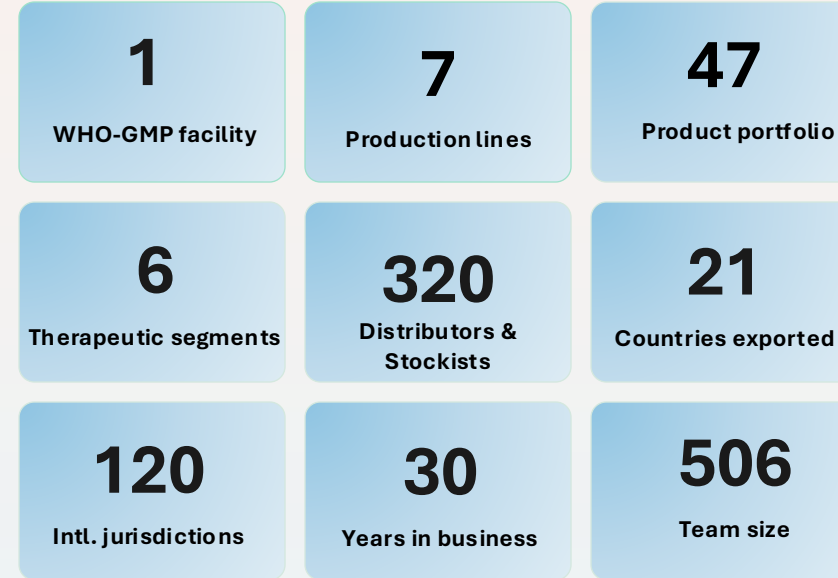 1
WHO-GMP facility
7
Production lines
47
Product portfolio
6
Therapeutic segments
320
Distributors &
Stockists
21
Countries exported
120
Intl. jurisdictions
30
Years in business
506
Team size